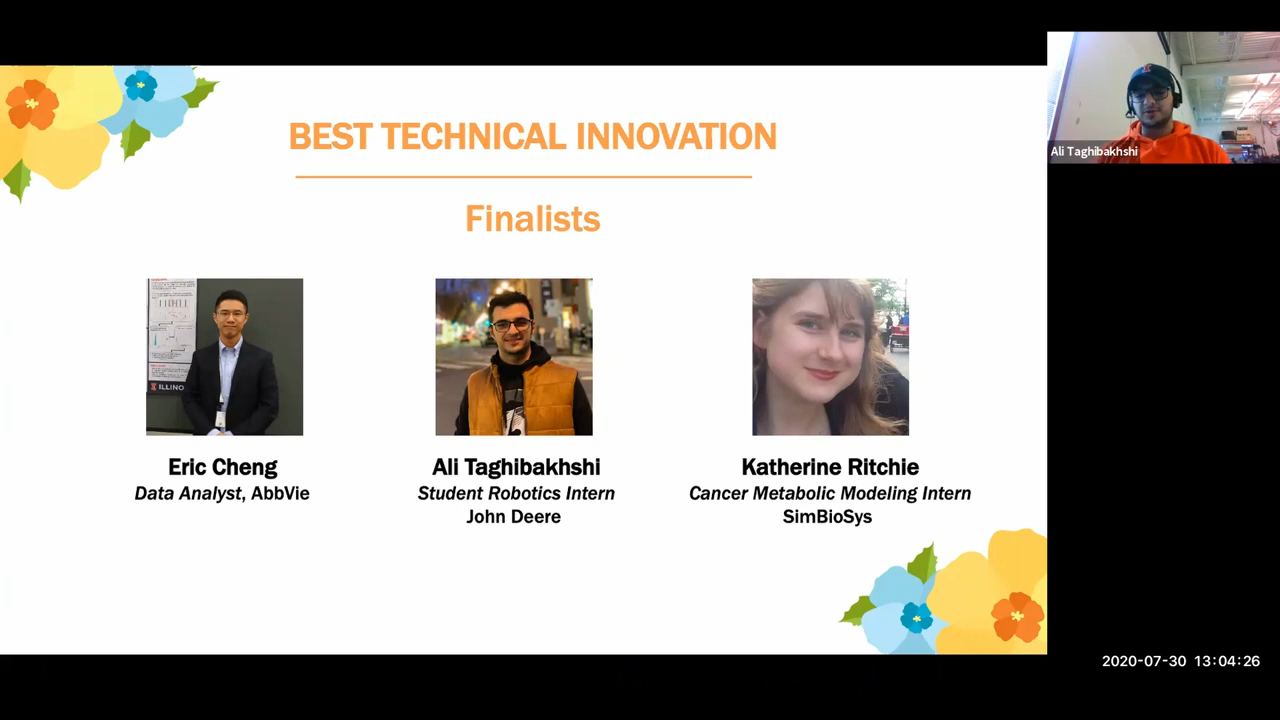 BEST TECHNICAL INNOVATION
Finalists
ILLINO
Eric Cheng
Data Analyst, AbbVie
Ali Taghibakhshi
Student Robotics Intern
John Deere
Katherine Ritchie
Cancer Metabolic Modeling Intern
SimBioSys
Ali Taghibakhshi
2020-07-30 13:04:26